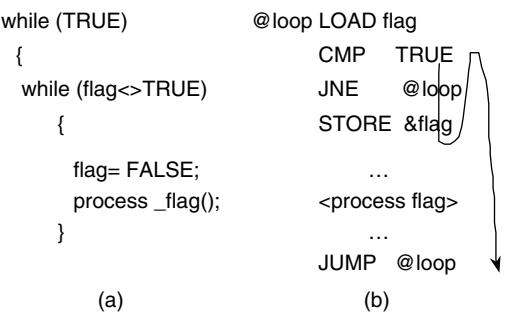 while (TRUE)
{
while (flag<>TRUE)
{
flag= FALSE;
process _flag();
}
(a)
@loop LOAD flag
CMP TRUE
JNE @loop
STORE &flag
…
<process flag>
…
JUMP @loop
(b)